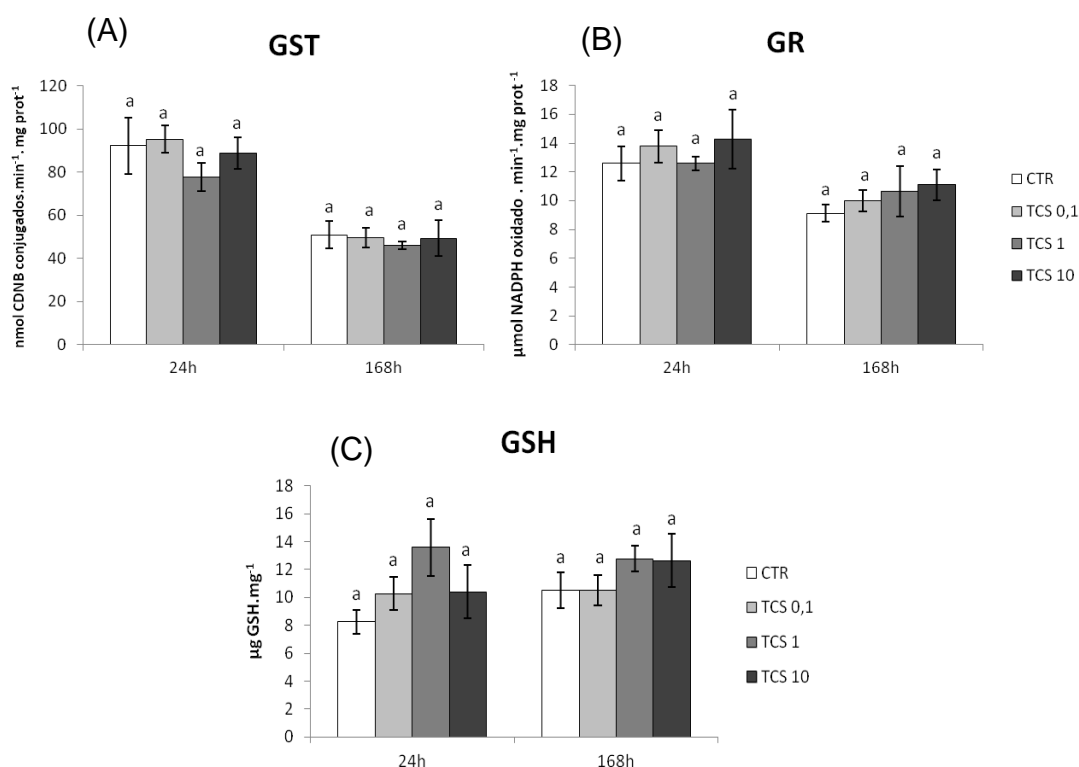 (A)
GST
nmol CDNB conjugados.min⁻¹. mg prot⁻¹
120
100
80
60
40
20
0
a
a
a
a
a
a
a
a
24h
168h
(B)
GR
µmol NADPH oxidado . min⁻¹.mg prot⁻¹
18
16
14
12
10
8
6
4
2
0
a
a
a
a
a
a
a
a
24h
168h
CTR
TCS 0,1
TCS 1
TCS 10
(C)
GSH
µg GSH.mg⁻¹
18
16
14
12
10
8
6
4
2
0
a
a
a
a
a
a
a
a
24h
168h
CTR
TCS 0,1
TCS 1
TCS 10